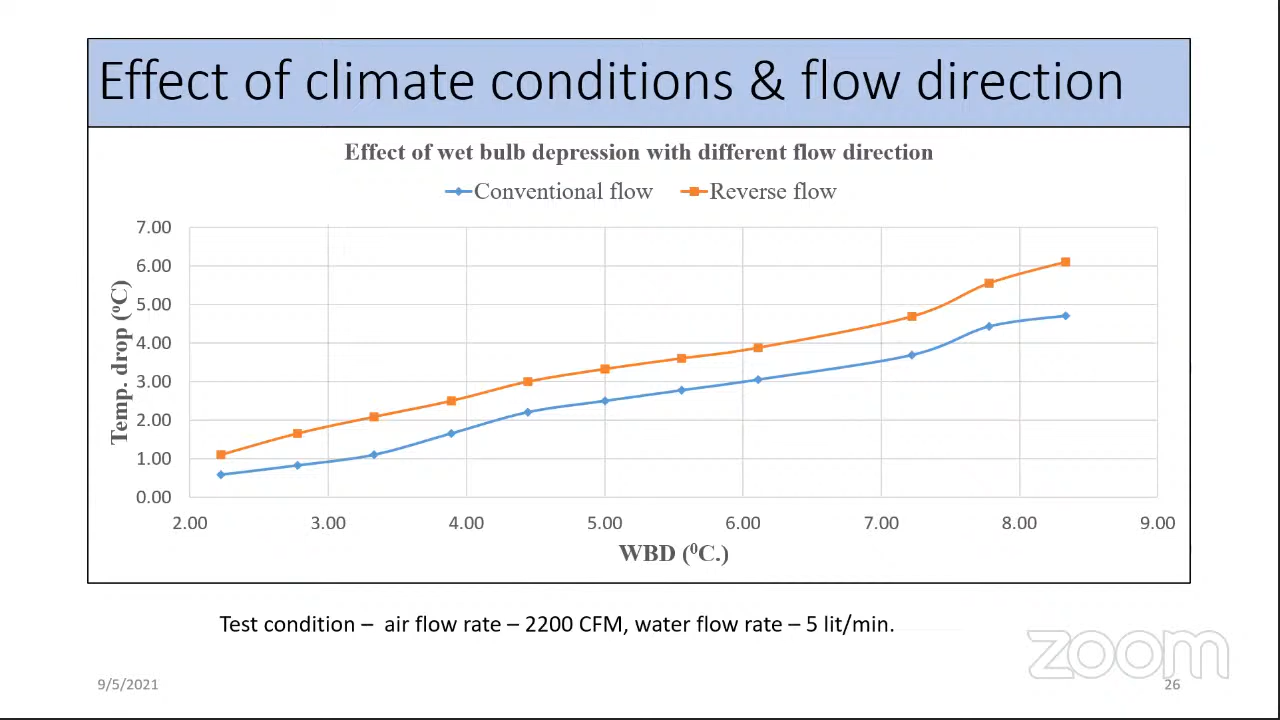 Effect of climate conditions & flow direction
Effect of wet bulb depression with different flow direction
Conventional flow
Reverse flow
7.00
6.00
5.00
4.00
3.00
2.00
1.00
0.00
Temp. drop (⁰C)
2.00 3.00 4.00 5.00 6.00 7.00 8.00 9.00
WBD (⁰C.)
Test condition – air flow rate – 2200 CFM, water flow rate – 5 lit/min.
zoom
9/5/2021
26